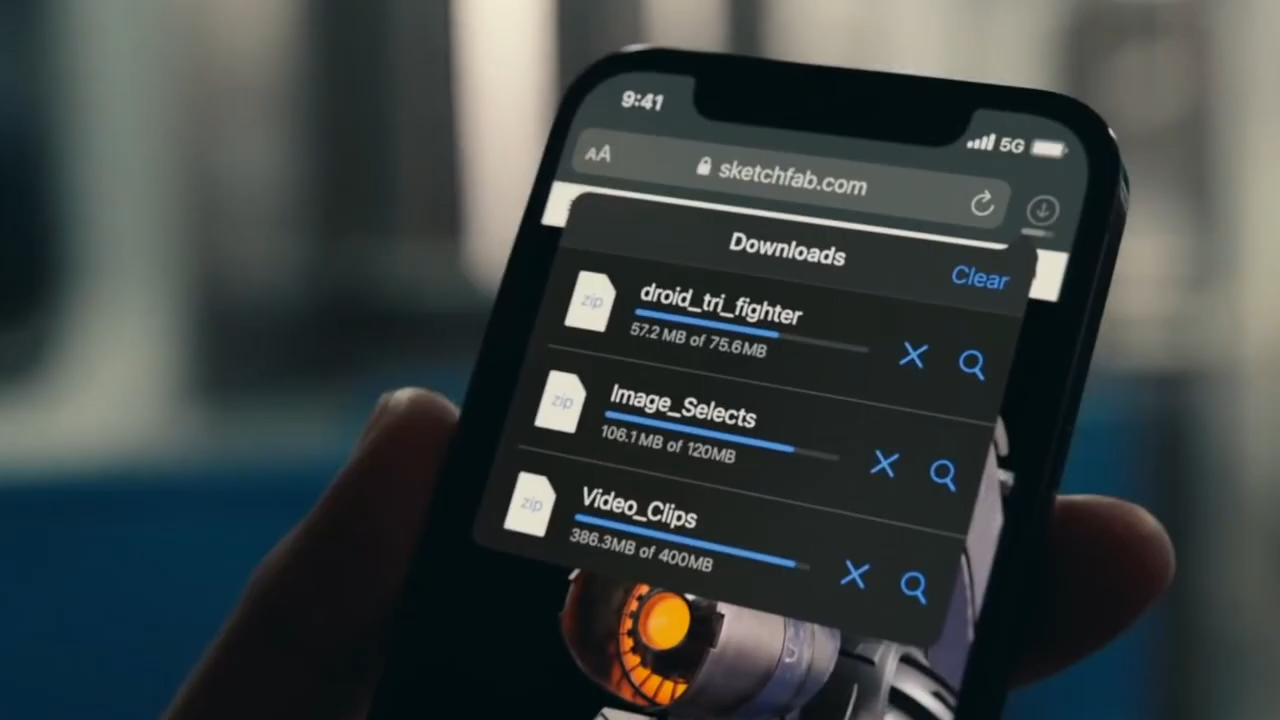 9:41
5G
AA
sketchfab.com
Downloads
Clear
zip
droid_tri_fighter
57.2 MB of 75.6MB
zip
Image_Selects
106.1MB of 120MB
zip
Video_Clips
386.3MB of 400MB